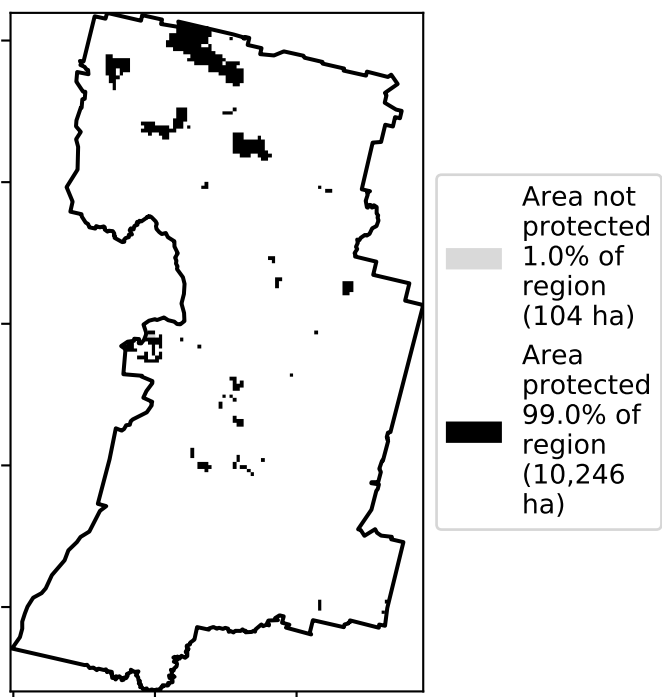 Area not
protected
1.0% of
region
(104 ha)
Area
protected
99.0% of
region
(10,246
ha)